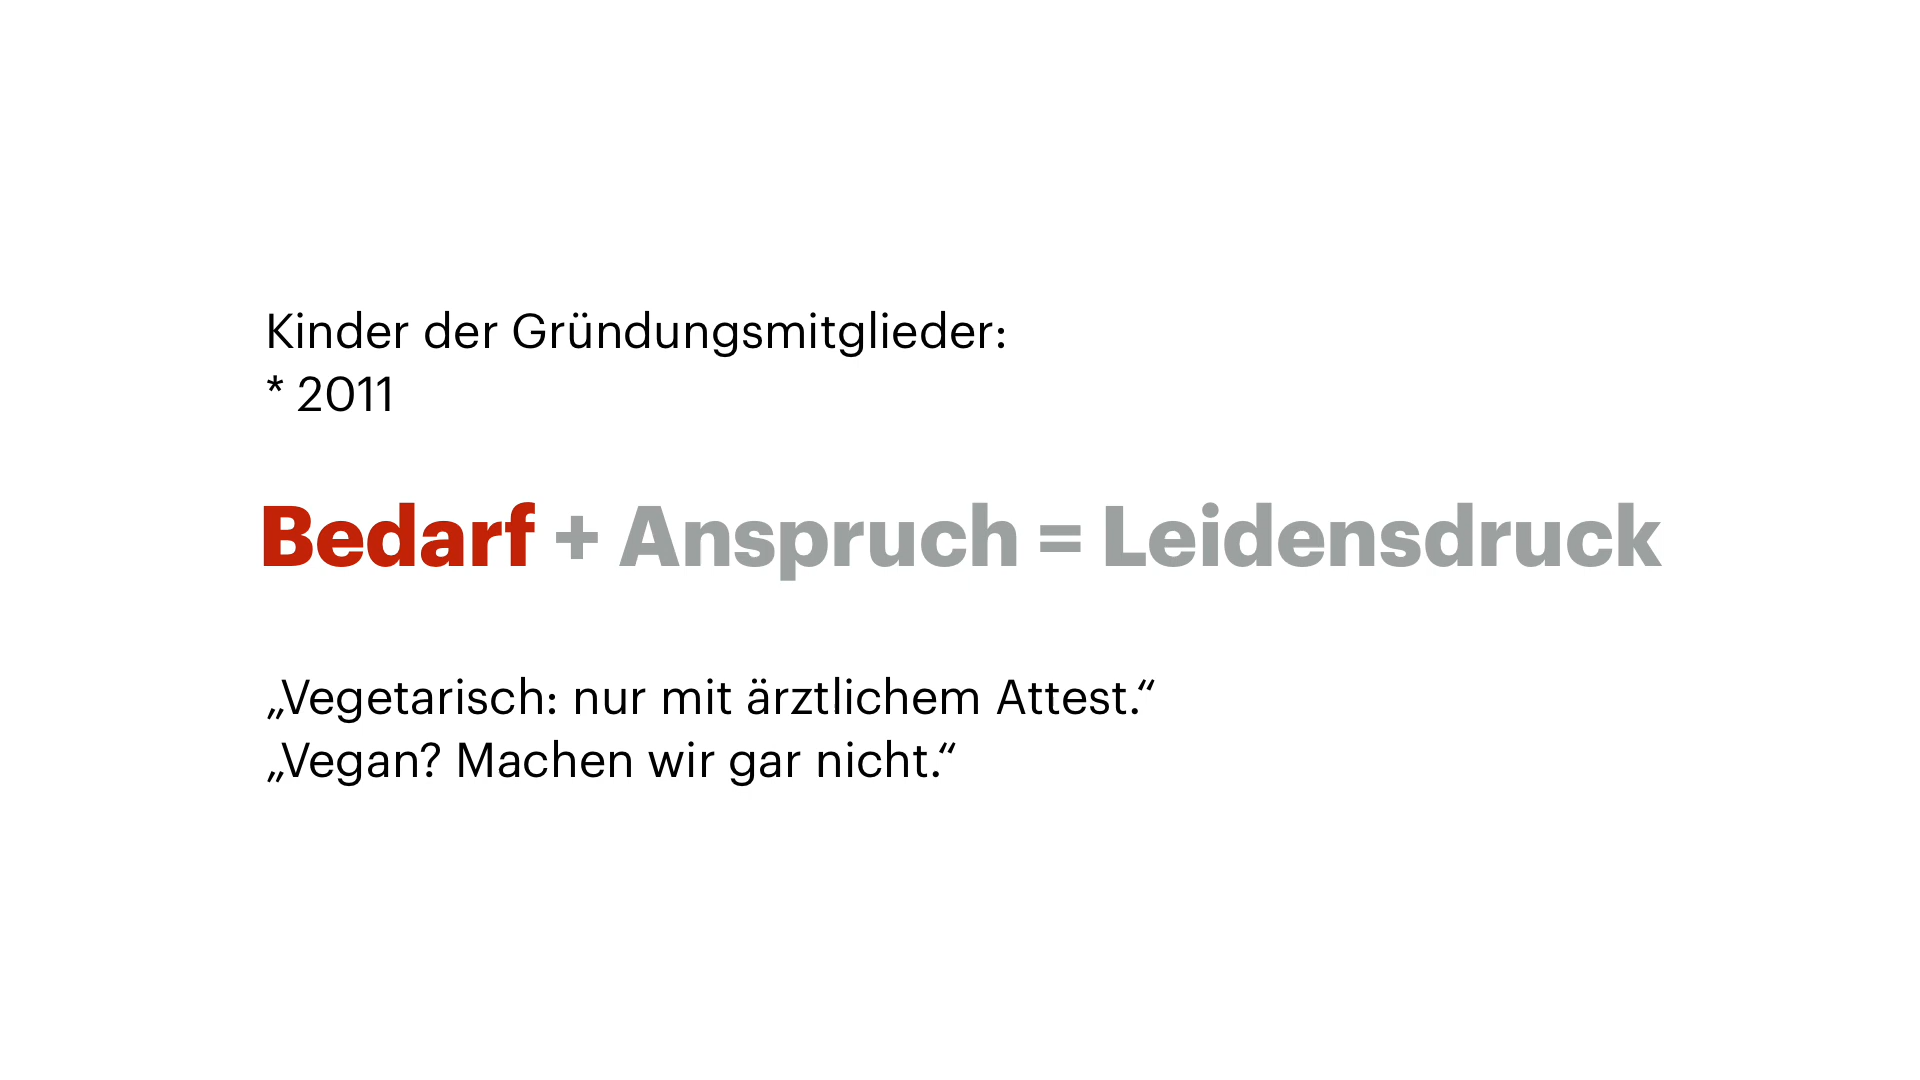 Kinder der Gründungsmitglieder:
* 2011
Bedarf + Anspruch = Leidensdruck
„Vegetarisch: nur mit ärztlichem Attest.“
„Vegan? Machen wir gar nicht.“